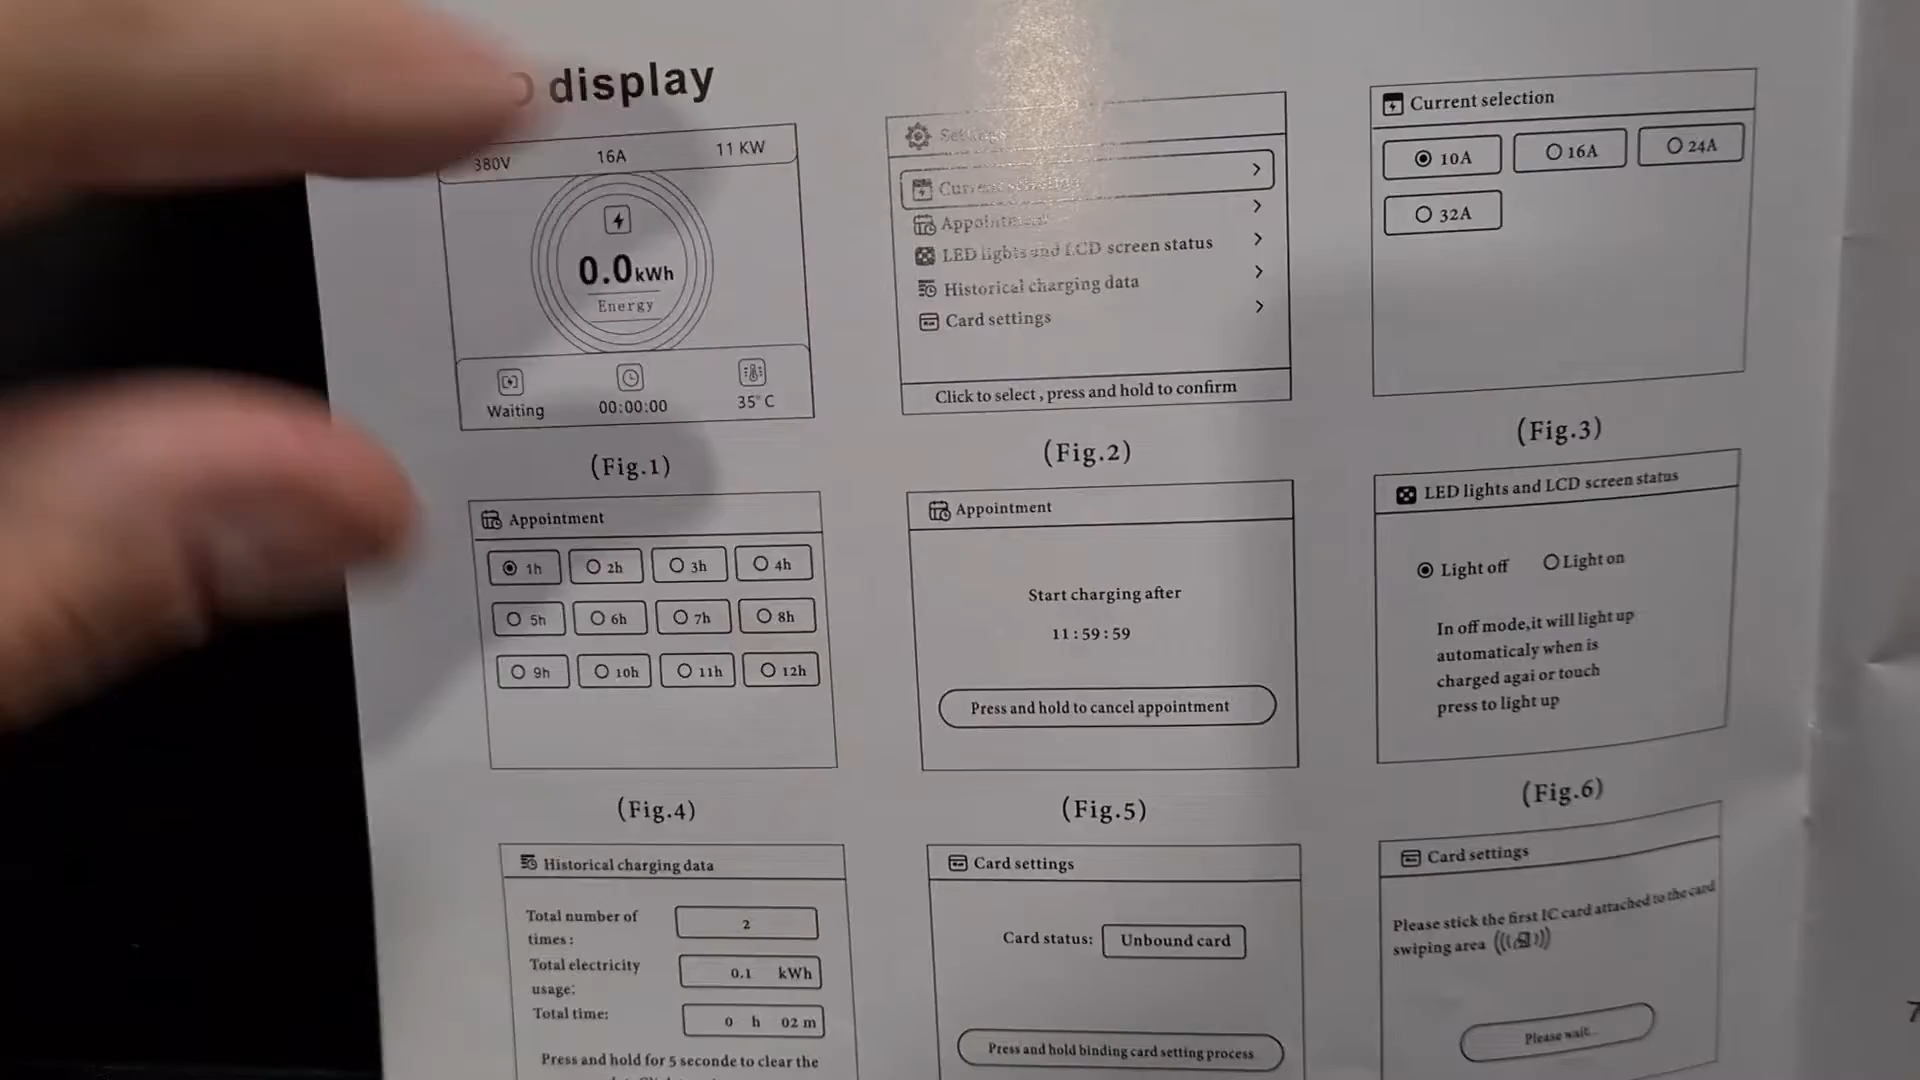 display
380V 16A 11 KW
0.0kWh
Energy
Waiting 00:00:00 35°C
(Fig.1)
Settings
Current selection
Appointment
LED lights and LCD screen status
Historical charging data
Card settings
Click to select , press and hold to confirm
(Fig.2)
Current selection
10A 16A 24A
32A
(Fig.3)
Appointment
1h 2h 3h 4h
5h 6h 7h 8h
9h 10h 11h 12h
(Fig.4)
Appointment
Start charging after
11:59:59
Press and hold to cancel appointment
(Fig.5)
LED lights and LCD screen status
Light off Light on
In off mode,it will light up
automaticaly when is
charged agai or touch
press to light up
(Fig.6)
Historical charging data
Total number of
times: 2
Total electricity
usage: 0.1 kWh
Total time: 0 h 02 m
Press and hold for 5 seconde to clear the
Card settings
Card status: Unbound card
Press and hold binding card setting process
Card settings
Please stick the first IC card attached to the card
swiping area
Please wait...
7